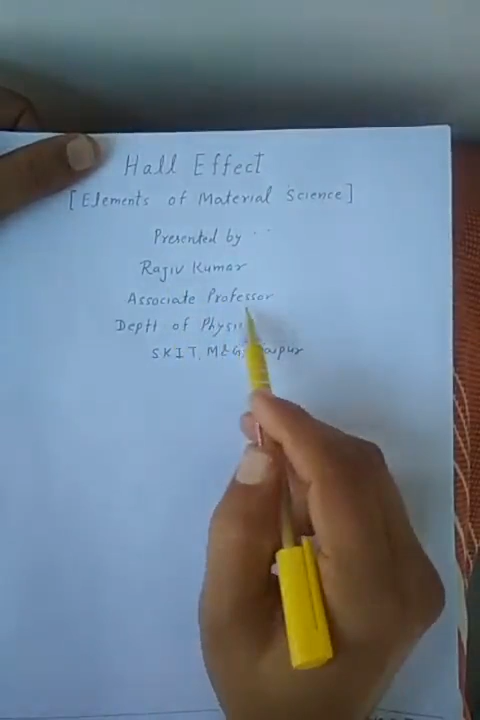 Hall Effect
[Elements of Material Science]
Presented by
Rajiv Kumar
Associate Professor
Deptt of
SKIT, M&G,